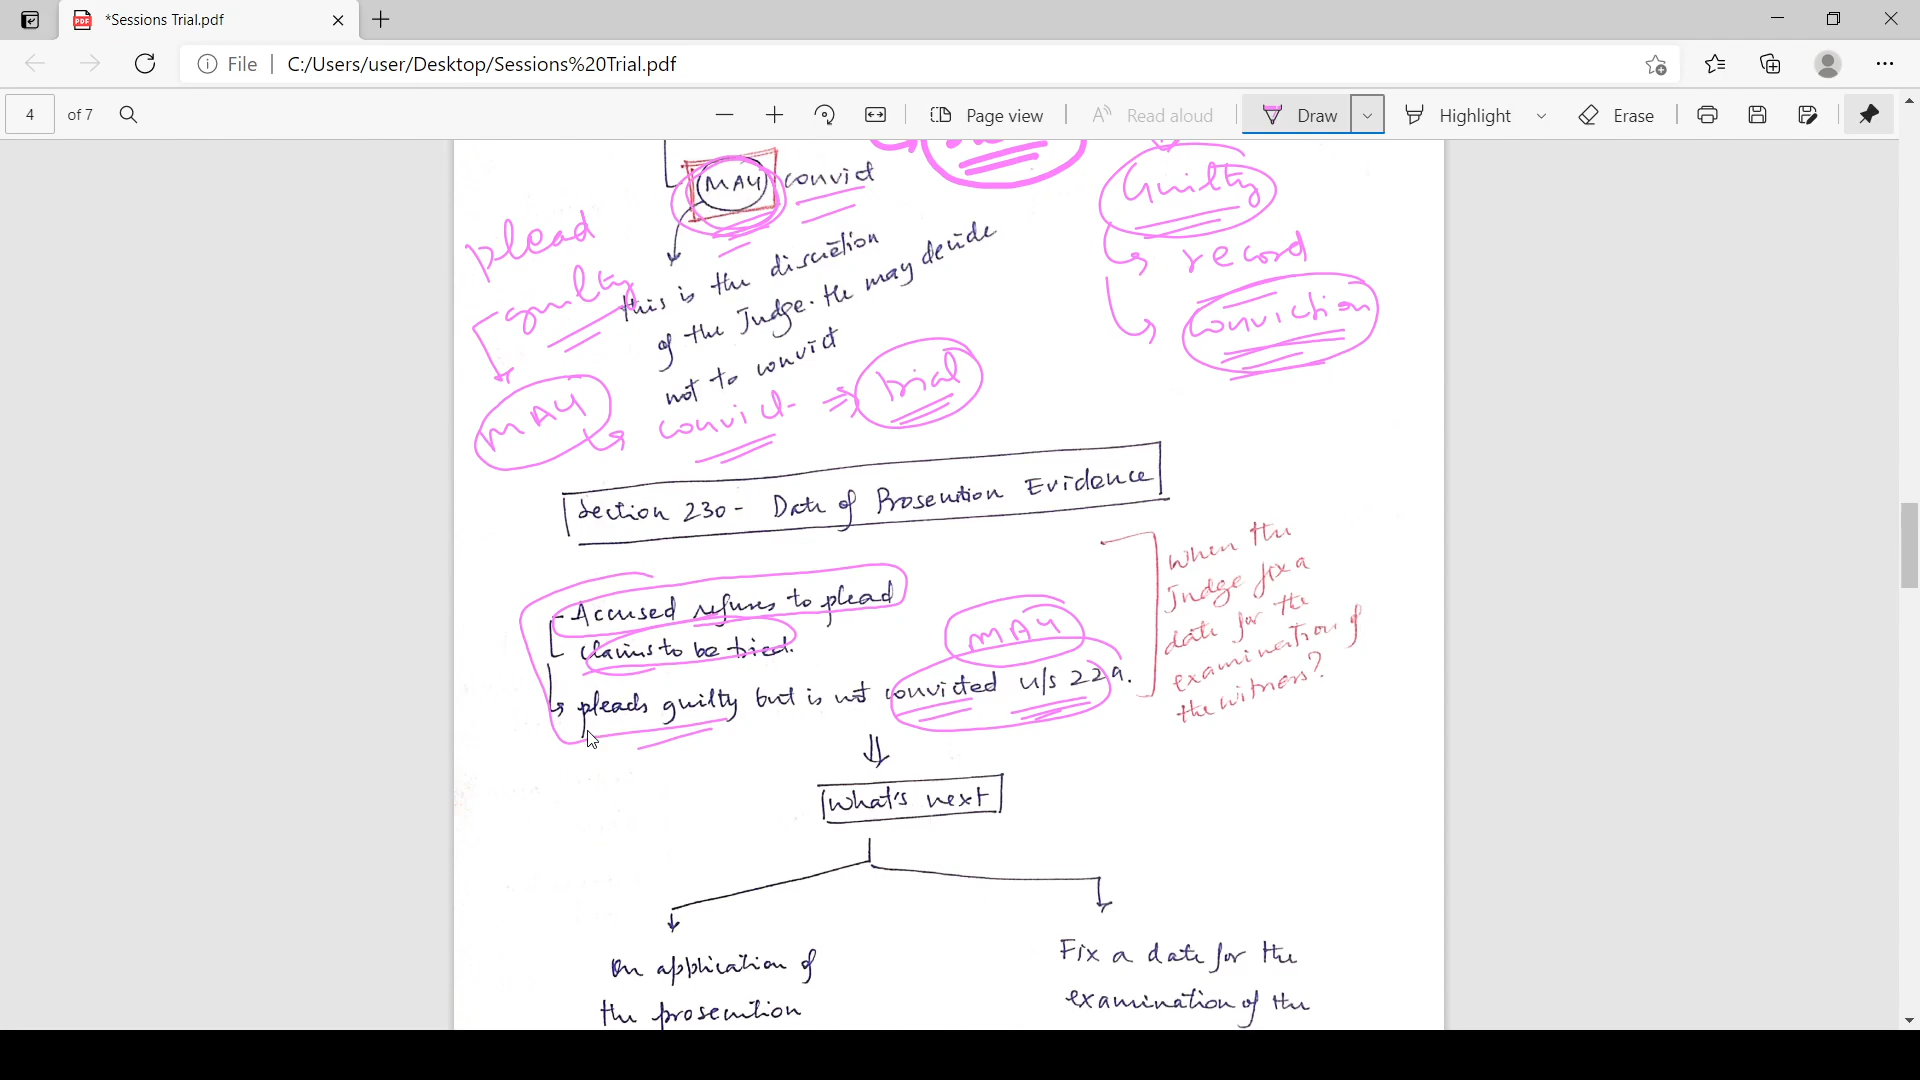 *Sessions Trial.pdf
File
C:/Users/user/Desktop/Sessions%20Trial.pdf
4 of 7
Page view
Read aloud
Draw
Highlight
Erase
MAY convict
Guilty
record
conviction
plead
guilty
MAY
convict
trial
this is the discretion
of the Judge. He may decide
not to convict
Section 230 - Date of Prosecution Evidence
- Accused refuses to plead
claims to be tried.
pleads guilty but is not convicted u/s 229.
MAY
When the
Judge fix a
date for the
examination of
the witness?
What's next
On application of
the prosecution
Fix a date for the
examination of the